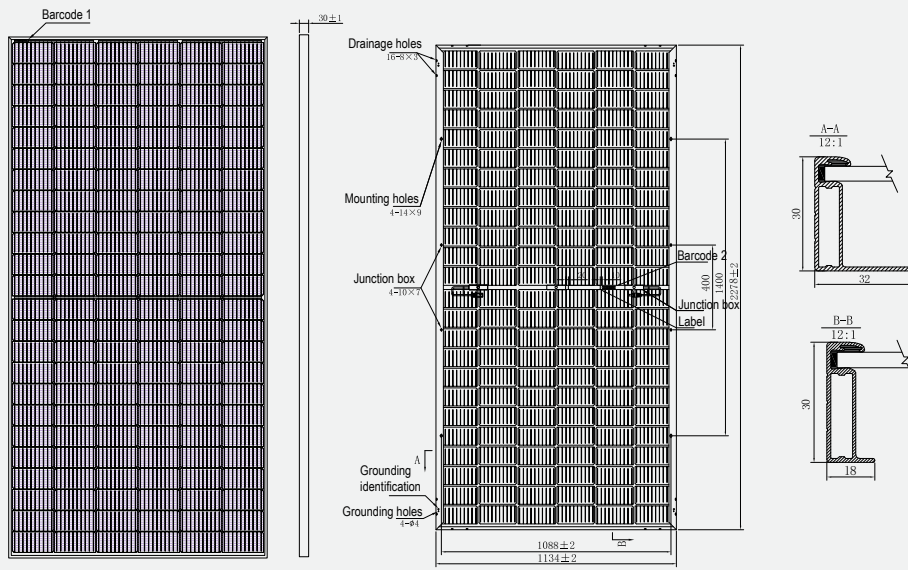 Barcode 1
30±1
Drainage holes
16-8×3
Mounting holes
4-14×9
Junction box
4-10×7
Barcode 2
Junction box
Label
400
1400
2278±2
A
Grounding
identification
Grounding holes
4-φ4
B
1088±2
1134±2
A-A
12:1
30
32
B-B
12:1
30
18